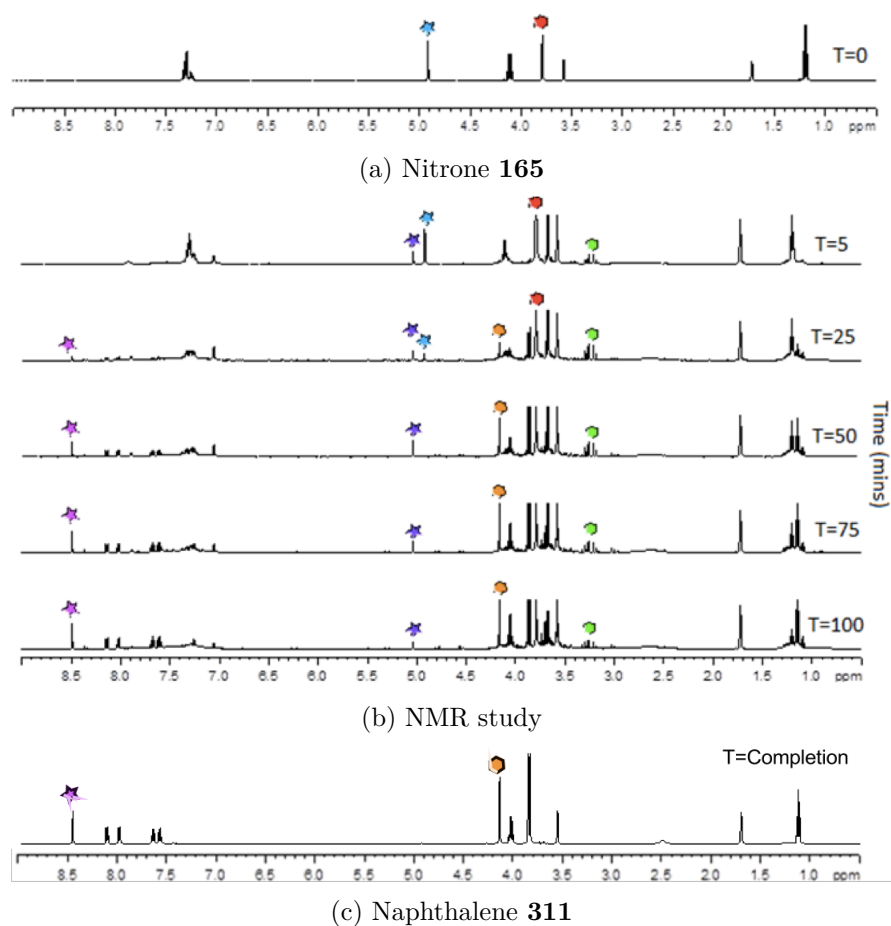 T=0
8.5 8.0 7.5 7.0 6.5 6.0 5.5 5.0 4.5 4.0 3.5 3.0 2.5 2.0 1.5 1.0 ppm
(a) Nitrone 165
T=5
T=25
T=50
T=75
T=100
Time (mins)
8.5 8.0 7.5 7.0 6.5 6.0 5.5 5.0 4.5 4.0 3.5 3.0 2.5 2.0 1.5 1.0 ppm
(b) NMR study
T=Completion
8.5 8.0 7.5 7.0 6.5 6.0 5.5 5.0 4.5 4.0 3.5 3.0 2.5 2.0 1.5 1.0 ppm
(c) Naphthalene 311